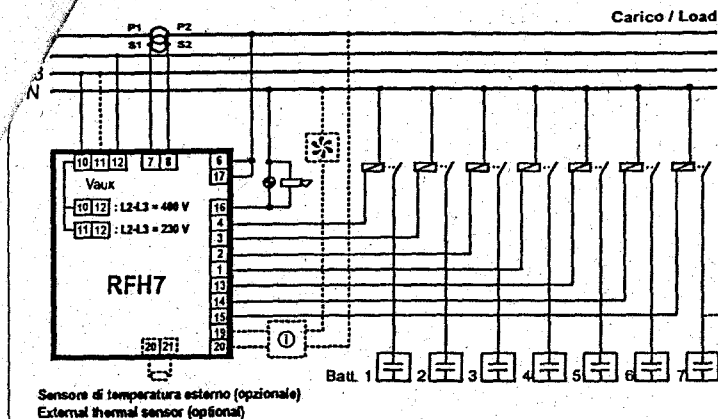 Carico / Load
P1 P2
S1 S2
N
10 11 12 7 8 6
17
Vaux
10 12 : L2-L3 = 400 V
11 12 : L2-L3 = 230 V
16
4
3
2
1
13
14
15
19
20
RFH7
20 21
Batt. 1 2 3 4 5 6 7
Sensore di temperatura esterno (opzionale)
External thermal sensor (optional)